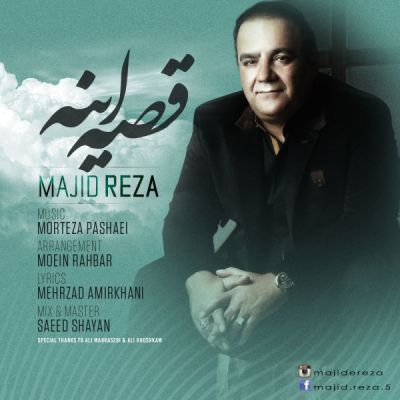 قصه اینه
MAJID REZA
MUSIC
MORTEZA PASHAEI
ARRANGEMENT
MOEIN RAHBAR
LYRICS
MEHRZAD AMIRKHANI
MIX & MASTER
SAEED SHAYAN
SPECIAL THANKS TO ALI MAHRASEBI & ALI KHOSHKAM
majidereza
majid.reza.5